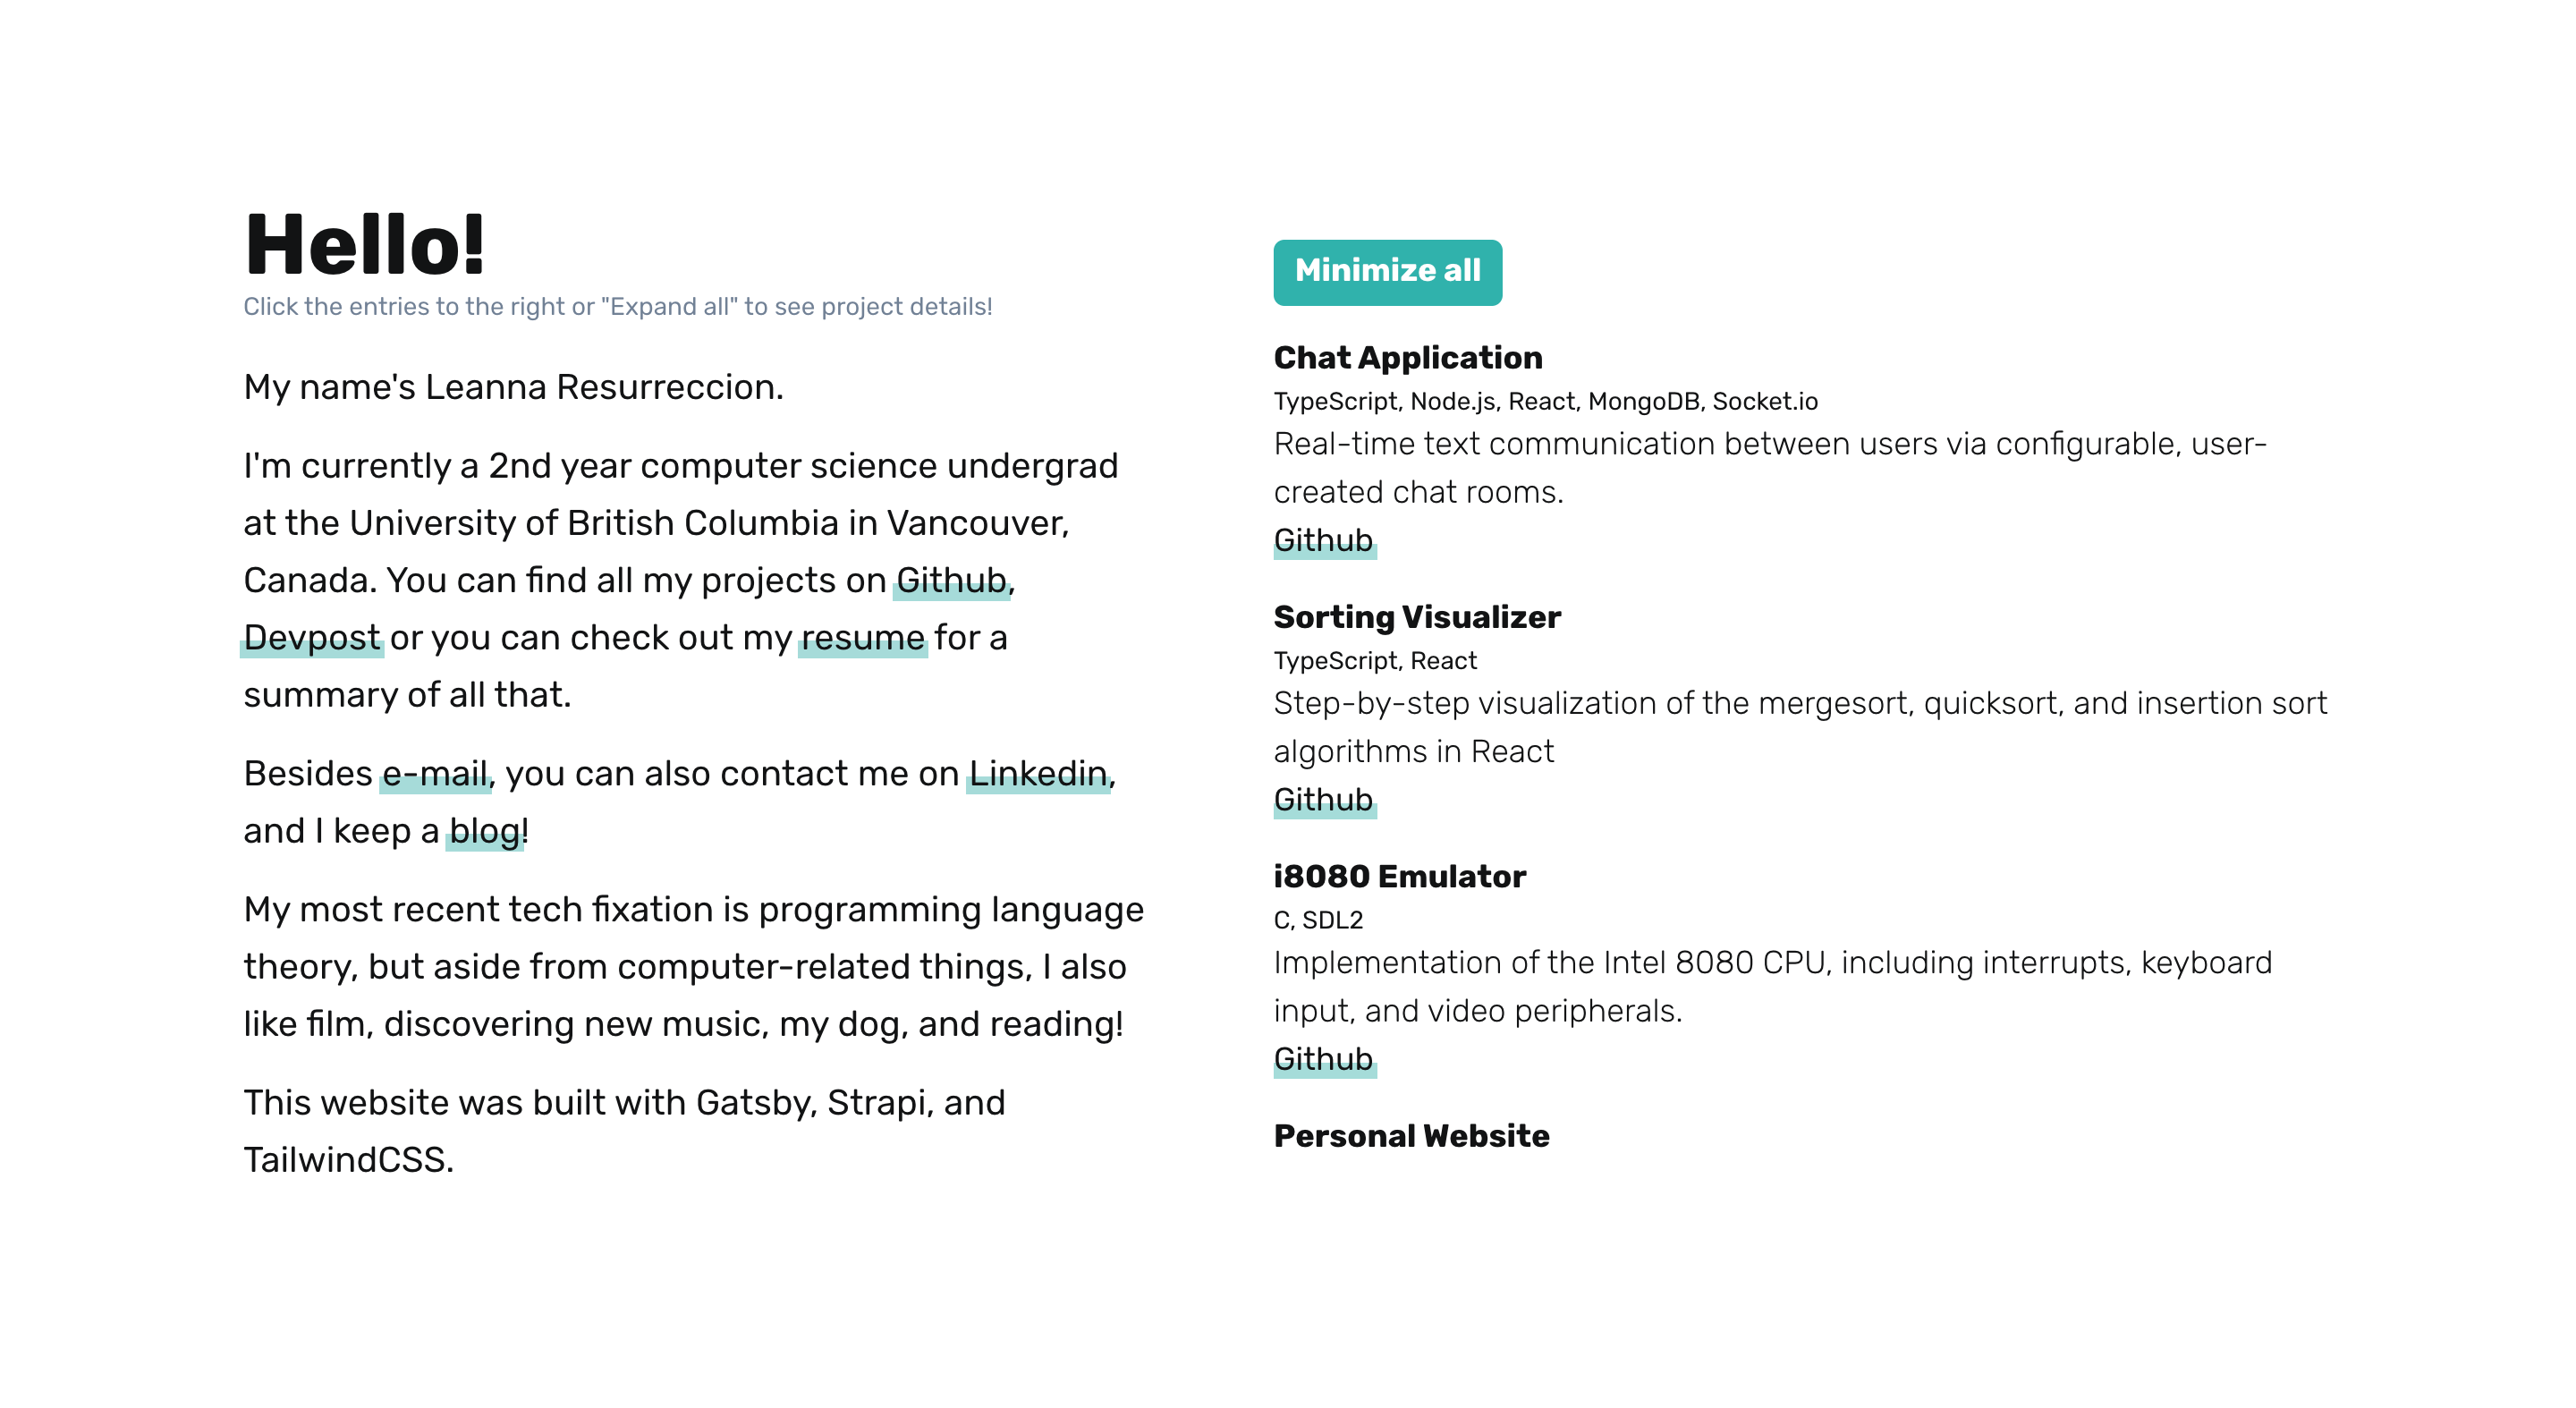 Hello!
Click the entries to the right or "Expand all" to see project details!
My name's Leanna Resurreccion.
I'm currently a 2nd year computer science undergrad
at the University of British Columbia in Vancouver,
Canada. You can find all my projects on Github,
Devpost or you can check out my resume for a
summary of all that.
Besides e-mail, you can also contact me on Linkedin,
and I keep a blog!
My most recent tech fixation is programming language
theory, but aside from computer-related things, I also
like film, discovering new music, my dog, and reading!
This website was built with Gatsby, Strapi, and
TailwindCSS.
Minimize all
Chat Application
TypeScript, Node.js, React, MongoDB, Socket.io
Real-time text communication between users via configurable, user-
created chat rooms.
Github
Sorting Visualizer
TypeScript, React
Step-by-step visualization of the mergesort, quicksort, and insertion sort
algorithms in React
Github
i8080 Emulator
C, SDL2
Implementation of the Intel 8080 CPU, including interrupts, keyboard
input, and video peripherals.
Github
Personal Website